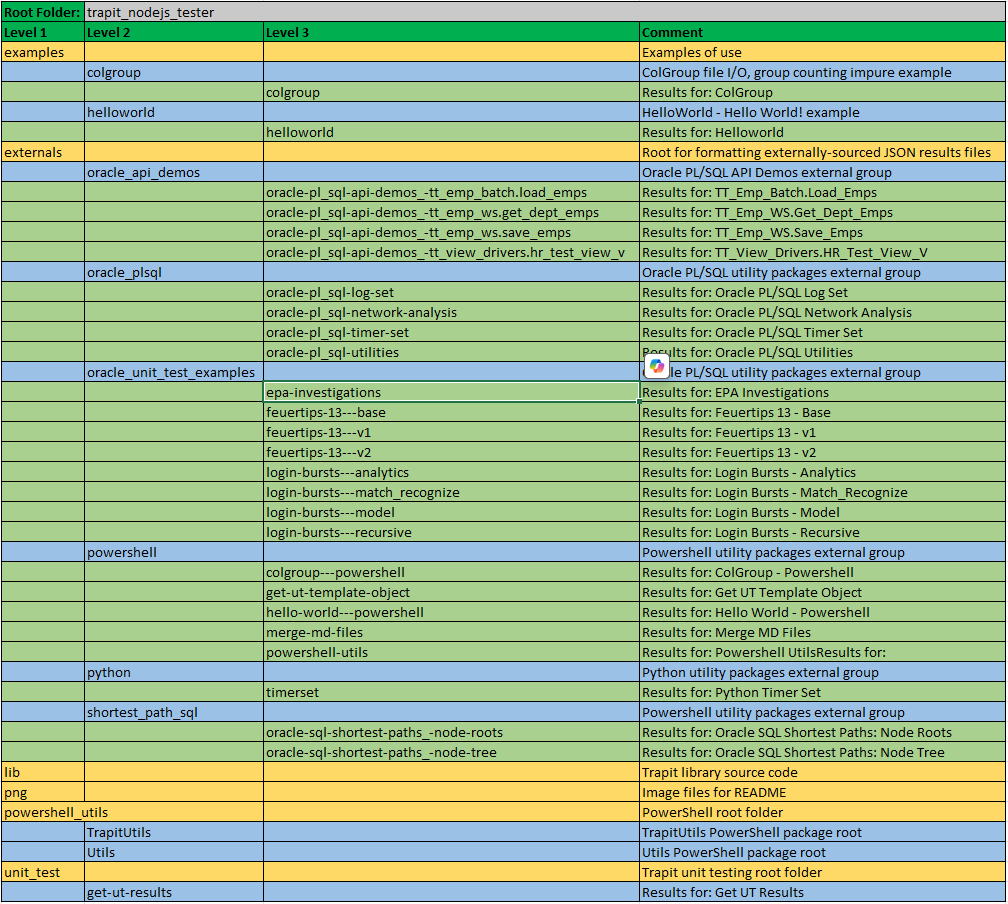 Root Folder: trapit_nodejs_tester
Level 1 Level 2 Level 3 Comment
examples Examples of use
colgroup ColGroup file I/O, group counting impure example
colgroup Results for: ColGroup
helloworld HelloWorld - Hello World! example
helloworld Results for: Helloworld
externals Root for formatting externally-sourced JSON results files
oracle_api_demos Oracle PL/SQL API Demos external group
oracle-pl_sql-api-demos_-tt_emp_batch.load_emps Results for: TT_Emp_Batch.Load_Emps
oracle-pl_sql-api-demos_-tt_emp_ws.get_dept_emps Results for: TT_Emp_WS.Get_Dept_Emps
oracle-pl_sql-api-demos_-tt_emp_ws.save_emps Results for: TT_Emp_WS.Save_Emps
oracle-pl_sql-api-demos_-tt_view_drivers.hr_test_view_v Results for: TT_View_Drivers.HR_Test_View_V
oracle_plsql Oracle PL/SQL utility packages external group
oracle-pl_sql-log-set Results for: Oracle PL/SQL Log Set
oracle-pl_sql-network-analysis Results for: Oracle PL/SQL Network Analysis
oracle-pl_sql-timer-set Results for: Oracle PL/SQL Timer Set
oracle-pl_sql-utilities Results for: Oracle PL/SQL Utilities
oracle_unit_test_examples PL/SQL utility packages external group
epa-investigations Results for: EPA Investigations
feuertips-13---base Results for: Feuertips 13 - Base
feuertips-13---v1 Results for: Feuertips 13 - v1
feuertips-13---v2 Results for: Feuertips 13 - v2
login-bursts---analytics Results for: Login Bursts - Analytics
login-bursts---match_recognize Results for: Login Bursts - Match_Recognize
login-bursts---model Results for: Login Bursts - Model
login-bursts---recursive Results for: Login Bursts - Recursive
powershell Powershell utility packages external group
colgroup---powershell Results for: ColGroup - Powershell
get-ut-template-object Results for: Get UT Template Object
hello-world---powershell Results for: Hello World - Powershell
merge-md-files Results for: Merge MD Files
powershell-utils Results for: Powershell UtilsResults for:
python Python utility packages external group
timerset Results for: Python Timer Set
shortest_path_sql Powershell utility packages external group
oracle-sql-shortest-paths_-node-roots Results for: Oracle SQL Shortest Paths: Node Roots
oracle-sql-shortest-paths_-node-tree Results for: Oracle SQL Shortest Paths: Node Tree
lib Trapit library source code
png Image files for README
powershell_utils PowerShell root folder
TrapitUtils TrapitUtils PowerShell package root
Utils Utils PowerShell package root
unit_test Trapit unit testing root folder
get-ut-results Results for: Get UT Results